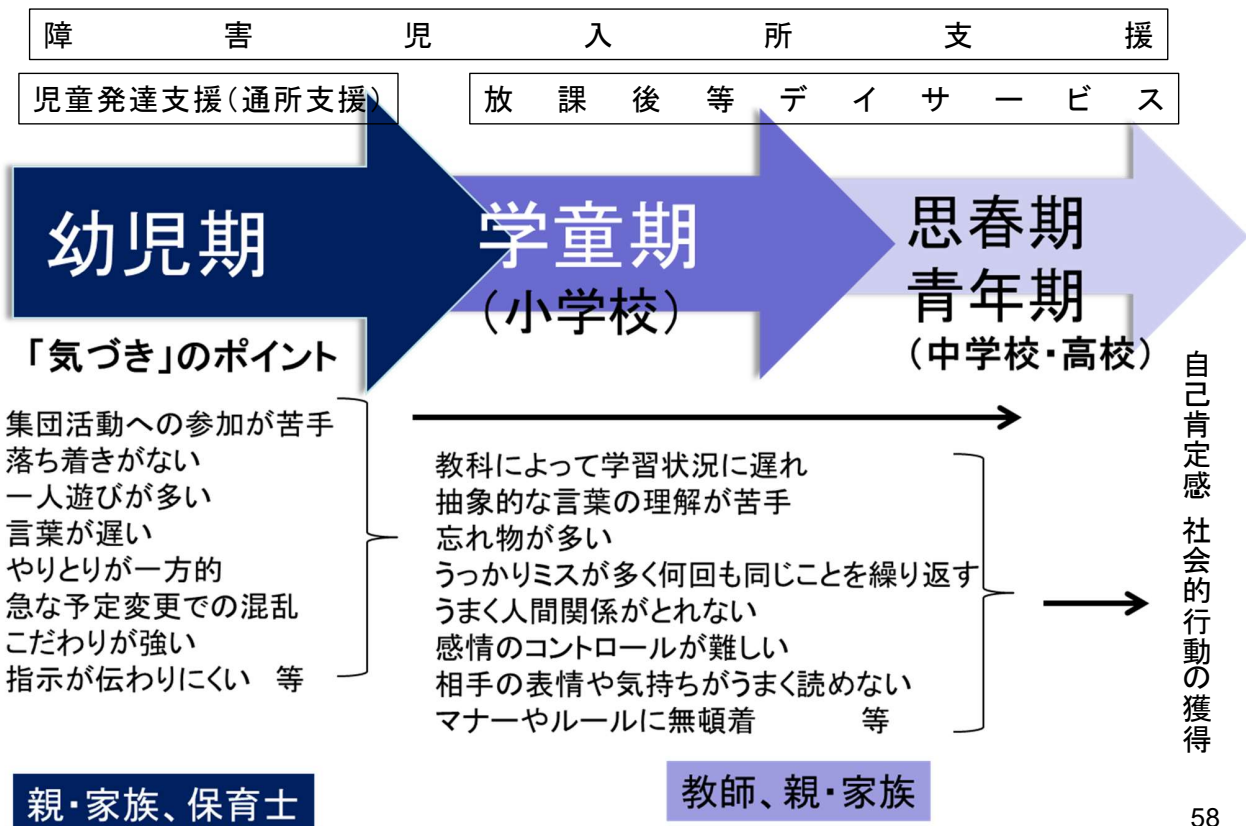 障害児入所支援
児童発達支援(通所支援)
放課後等デイサービス
幼児期
学童期
(小学校)
思春期
青年期
(中学校・高校)
「気づき」のポイント
集団活動への参加が苦手
落ち着きがない
一人遊びが多い
言葉が遅い
やりとりが一方的
急な予定変更での混乱
こだわりが強い
指示が伝わりにくい 等
教科によって学習状況に遅れ
抽象的な言葉の理解が苦手
忘れ物が多い
うっかりミスが多く何回も同じことを繰り返す
うまく人間関係がとれない
感情のコントロールが難しい
相手の表情や気持ちがうまく読めない
マナーやルールに無頓着 等
自己肯定感 社会的行動の獲得
親・家族、保育士
教師、親・家族
58